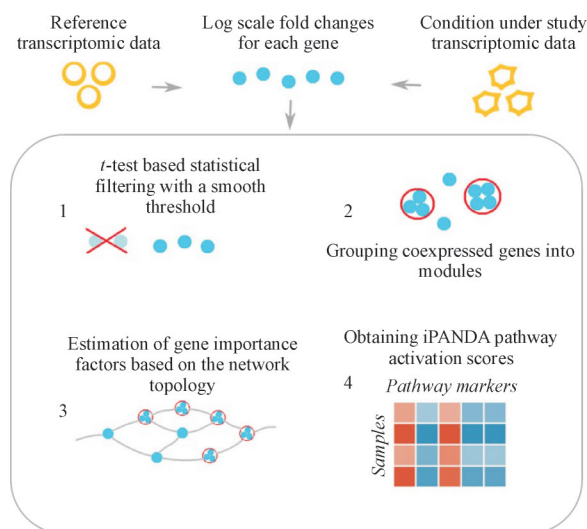 Reference
transcriptomic data
Log scale fold changes
for each gene
Condition under study
transcriptomic data
1
t-test based statistical
filtering with a smooth
threshold
2
Grouping coexpressed genes into
modules
3
Estimation of gene importance
factors based on the network
topology
4
Obtaining iPANDA pathway
activation scores
Pathway markers
Samples